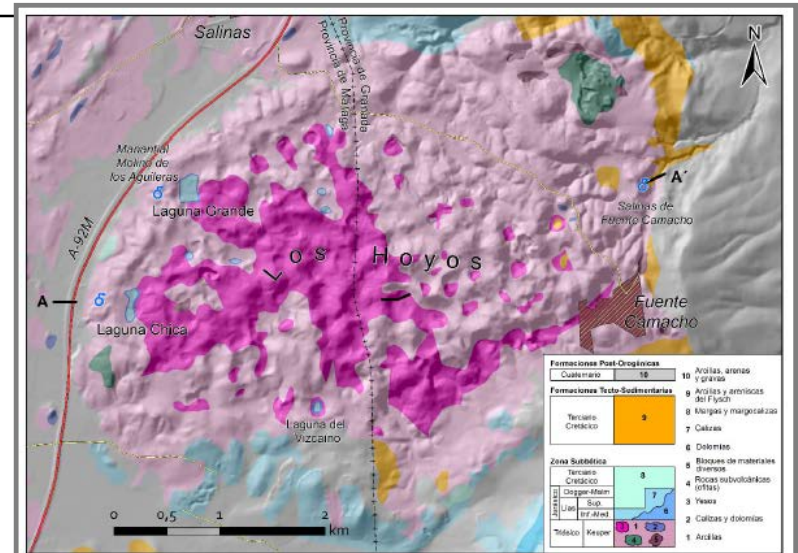 Salinas
Provincia de Granada
Provincia de Málaga
N
Manantial
Molino de
los Aguileras
A-92M
Laguna Grande
A´
Salinas de
Fuente Camacho
Los Hoyos
A
Laguna Chica
Fuente
Camacho
Laguna del
Vizcaíno
0 0,5 1 2
km
Formaciones Post-Orogénicas
Cuaternario 10
10 Arcillas, arenas
y gravas
Formaciones Tecto-Sedimentarias
Terciario
Cretácico
9
9 Arcillas y areniscas
del Flysch
8 Margas y margocalizas
7 Calizas
6 Dolomías
5 Bloques de materiales
diversos
4 Rocas subvolcánicas
(ofitas)
3 Yesos
2 Calizas y dolomías
1 Arcillas
Zona Subbética
Terciario
Cretácico
8
Jurásico
Dogger-Malm
7
Lías
Sup.
Inf-Med.
6
Triásico Keuper
3 1 2
4 5